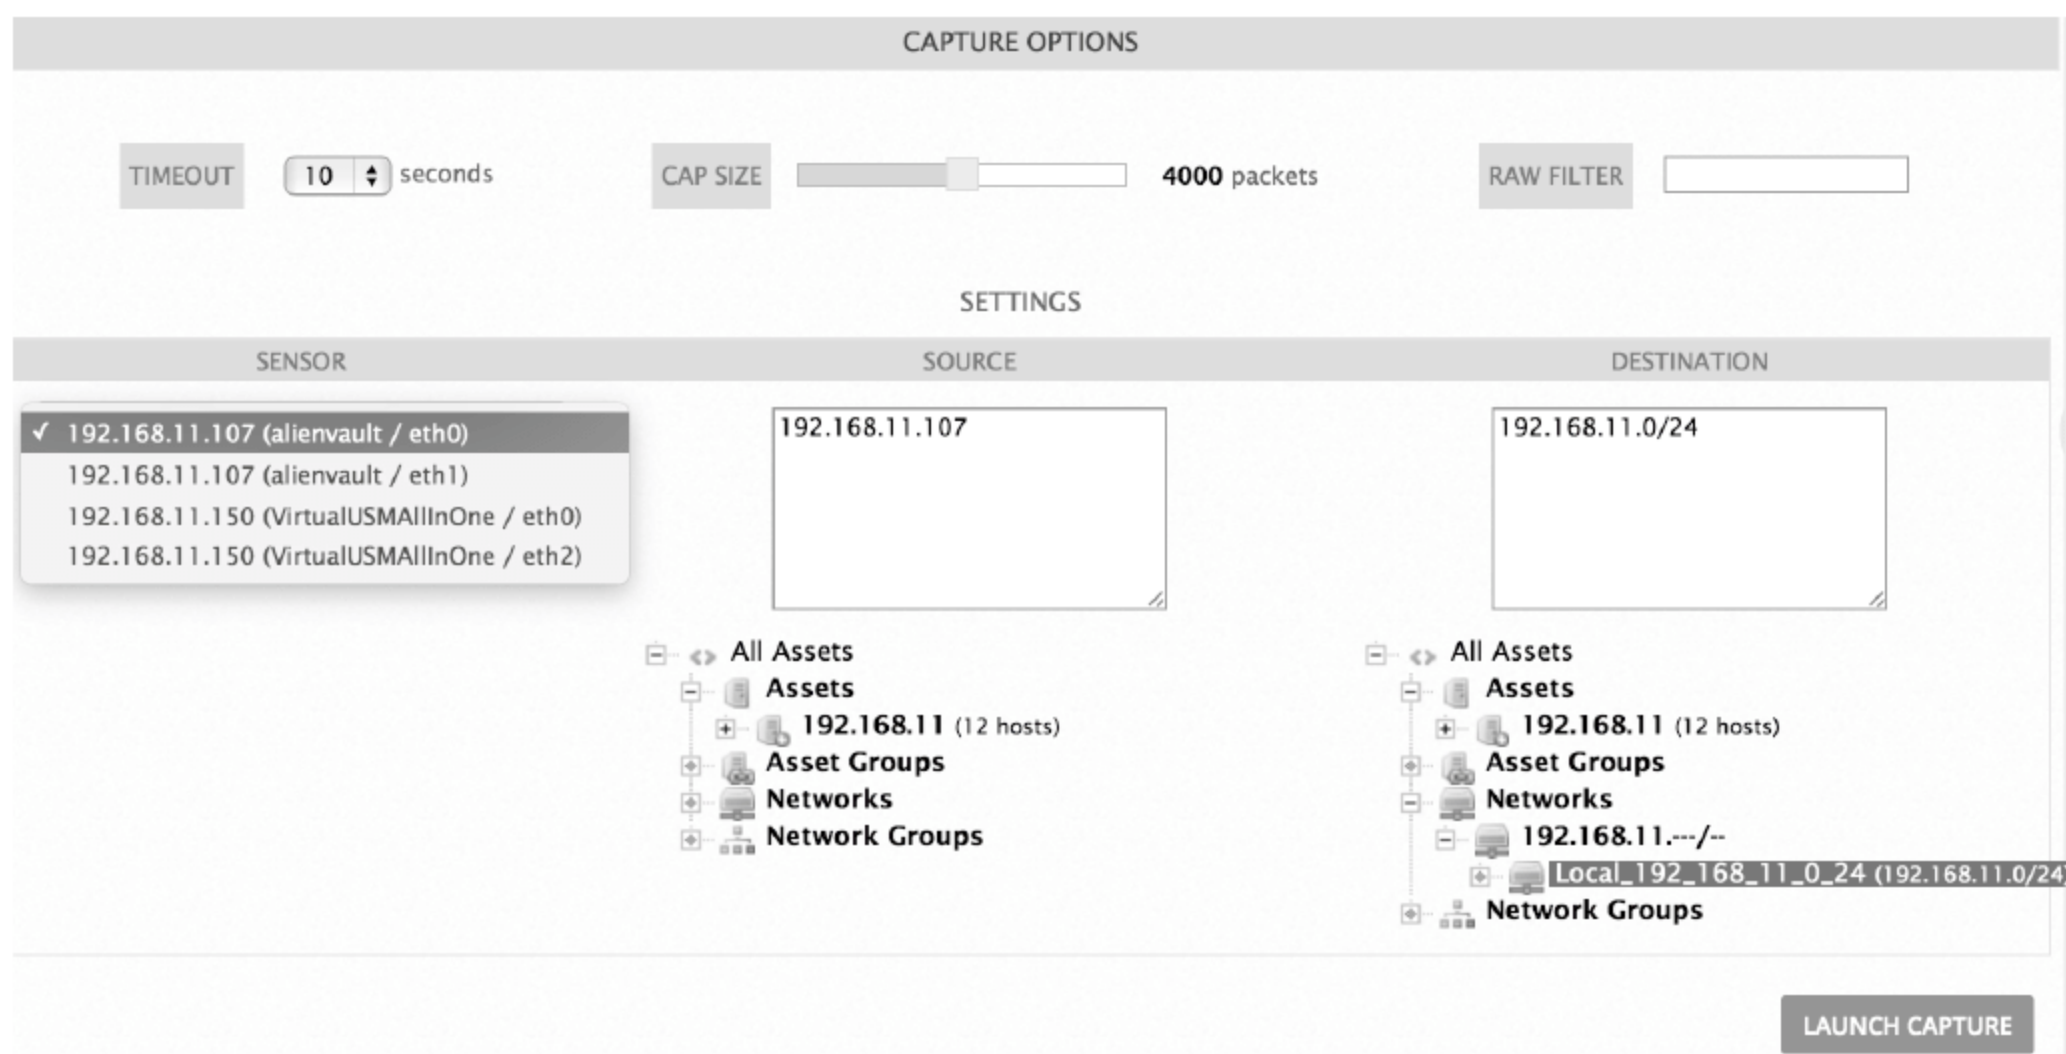 CAPTURE OPTIONS
TIMEOUT 10 seconds CAP SIZE 4000 packets RAW FILTER
SETTINGS
SENSOR SOURCE DESTINATION
✓ 192.168.11.107 (alienvault / eth0)
192.168.11.107 (alienvault / eth1)
192.168.11.150 (VirtualUSMAllInOne / eth0)
192.168.11.150 (VirtualUSMAllInOne / eth2)
192.168.11.107
All Assets
Assets
192.168.11 (12 hosts)
Asset Groups
Networks
Network Groups
192.168.11.0/24
All Assets
Assets
192.168.11 (12 hosts)
Asset Groups
Networks
192.168.11.---/--
Local_192_168_11_0_24 (192.168.11.0/24)
Network Groups
LAUNCH CAPTURE